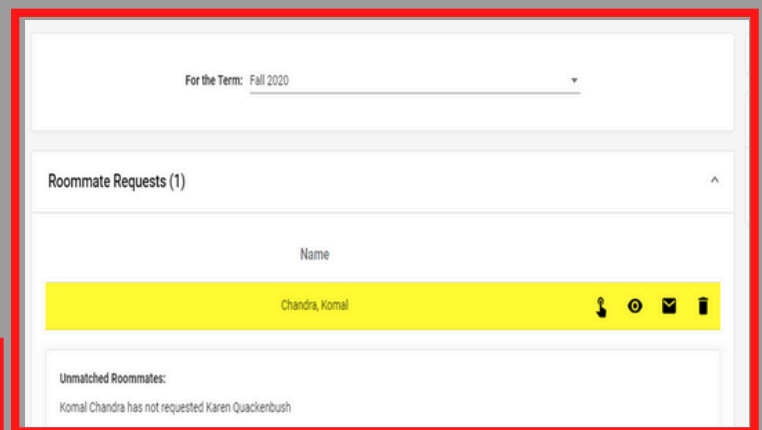 For the Term: Fall 2020
Roommate Requests (1)
Name
Chandra, Komal
Unmatched Roommates:
Komal Chandra has not requested Karen Quackenbush